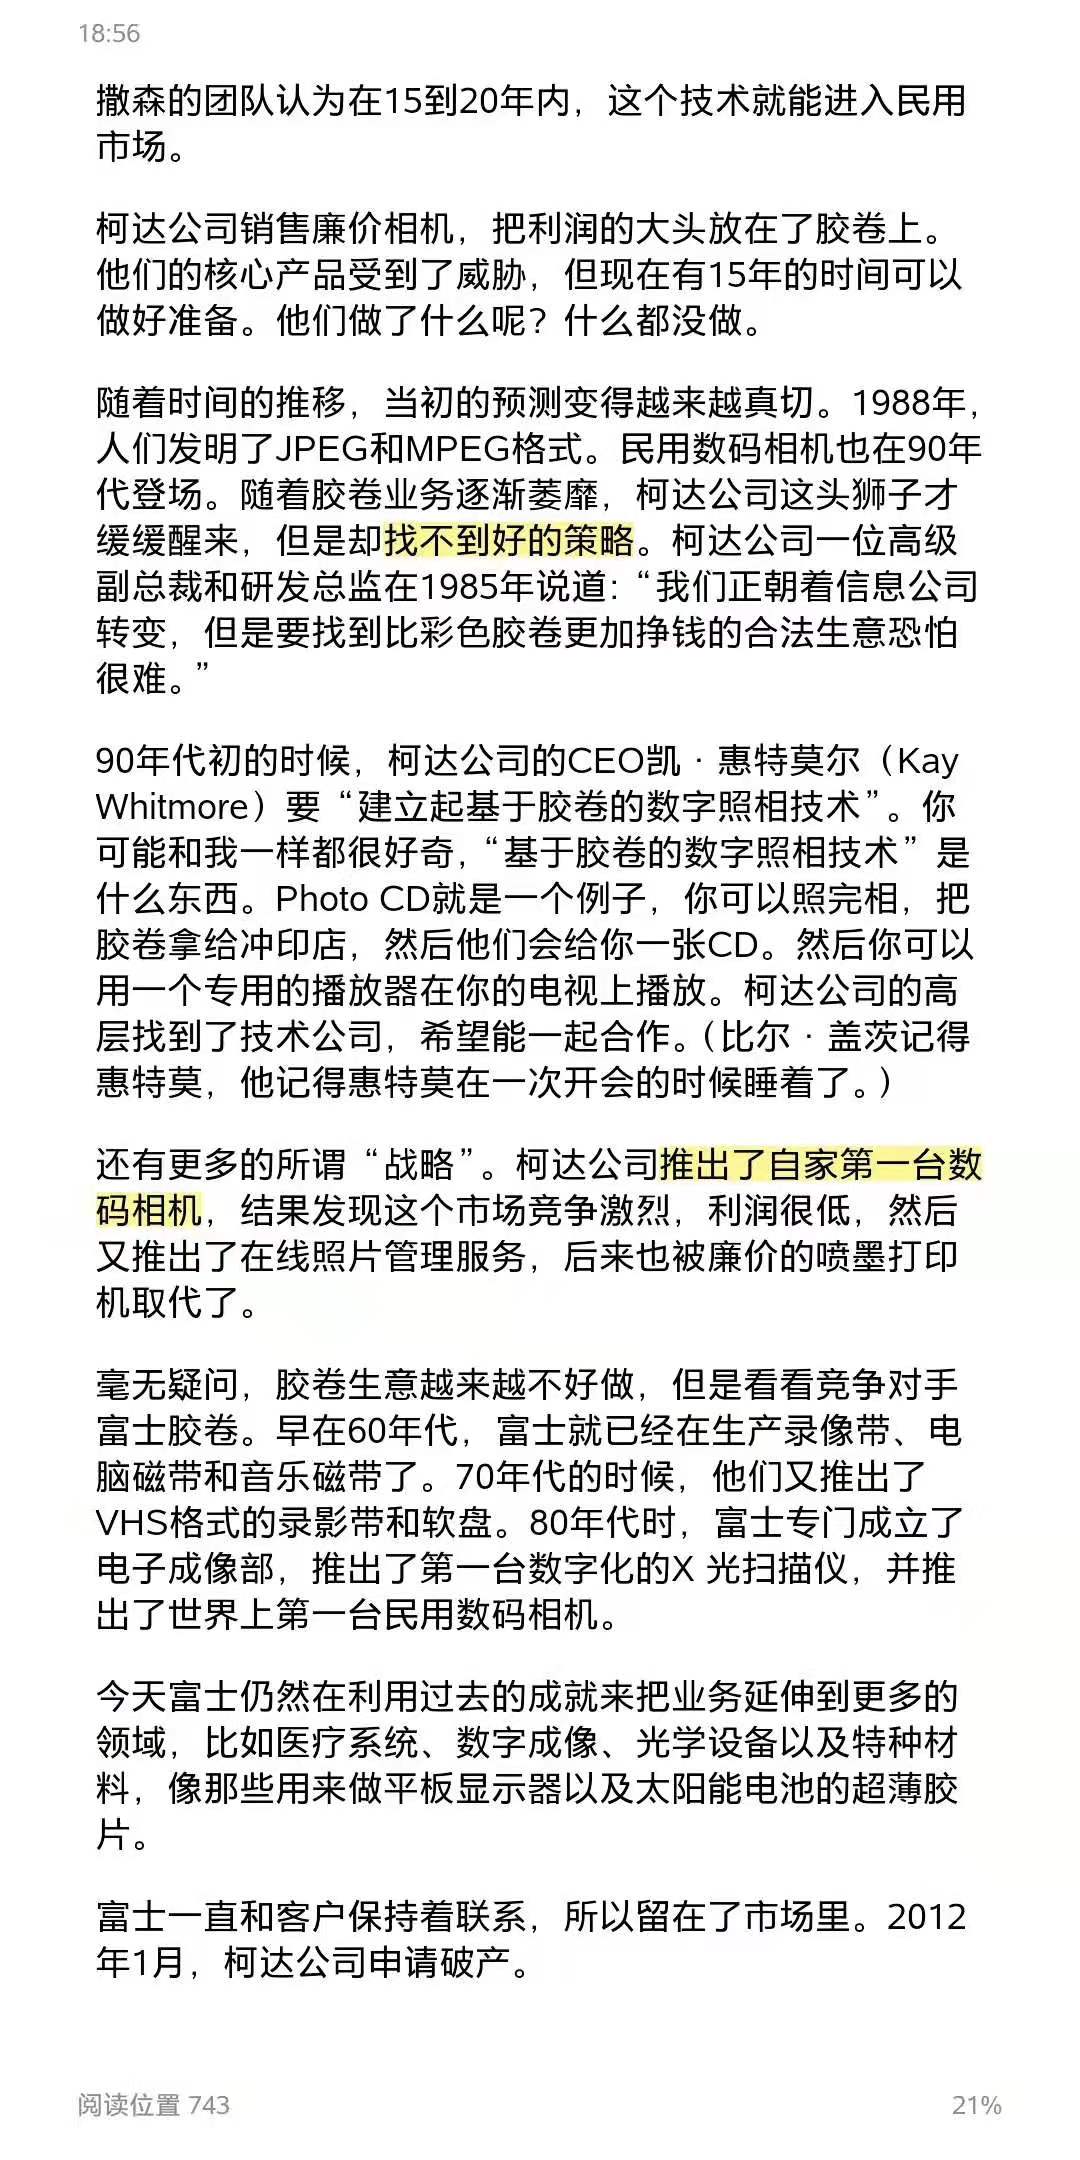 18:56
撒森的团队认为在15到20年内，这个技术就能进入民用
市场。
柯达公司销售廉价相机，把利润的大头放在了胶卷上。
他们的核心产品受到了威胁，但现在有15年的时间可以
做好准备。他们做了什么呢？什么都没做。
随着时间的推移，当初的预测变得越来越真切。1988年，
人们发明了JPEG和MPEG格式。民用数码相机也在90年
代登场。随着胶卷业务逐渐萎靡，柯达公司这头狮子才
缓缓醒来，但是却找不到好的策略。柯达公司一位高级
副总裁和研发总监在1985年说道：“我们正朝着信息公司
转变，但是要找到比彩色胶卷更加挣钱的合法生意恐怕
很难。”
90年代初的时候，柯达公司的CEO凯·惠特莫尔（Kay
Whitmore）要“建立起基于胶卷的数字照相技术”。你
可能和我一样都很好奇，“基于胶卷的数字照相技术”是
什么东西。Photo CD就是一个例子，你可以照完相，把
胶卷拿给冲印店，然后他们会给你一张CD。然后你可以
用一个专用的播放器在你的电视上播放。柯达公司的高
层找到了技术公司，希望能一起合作。（比尔·盖茨记得
惠特莫，他记得惠特莫在一次开会的时候睡着了。）
还有更多的所谓“战略”。柯达公司推出了自家第一台数
码相机，结果发现这个市场竞争激烈，利润很低，然后
又推出了在线照片管理服务，后来也被廉价的喷墨打印
机取代了。
毫无疑问，胶卷生意越来越不好做，但是看看竞争对手
富士胶卷。早在60年代，富士就已经在生产录像带、电
脑磁带和音乐磁带了。70年代的时候，他们又推出了
VHS格式的录影带和软盘。80年代时，富士专门成立了
电子成像部，推出了第一台数字化的X 光扫描仪，并推
出了世界上第一台民用数码相机。
今天富士仍然在利用过去的成就来把业务延伸到更多的
领域，比如医疗系统、数字成像、光学设备以及特种材
料，像那些用来做平板显示器以及太阳能电池的超薄胶
片。
富士一直和客户保持着联系，所以留在了市场里。2012
年1月，柯达公司申请破产。
阅读位置 743
21%